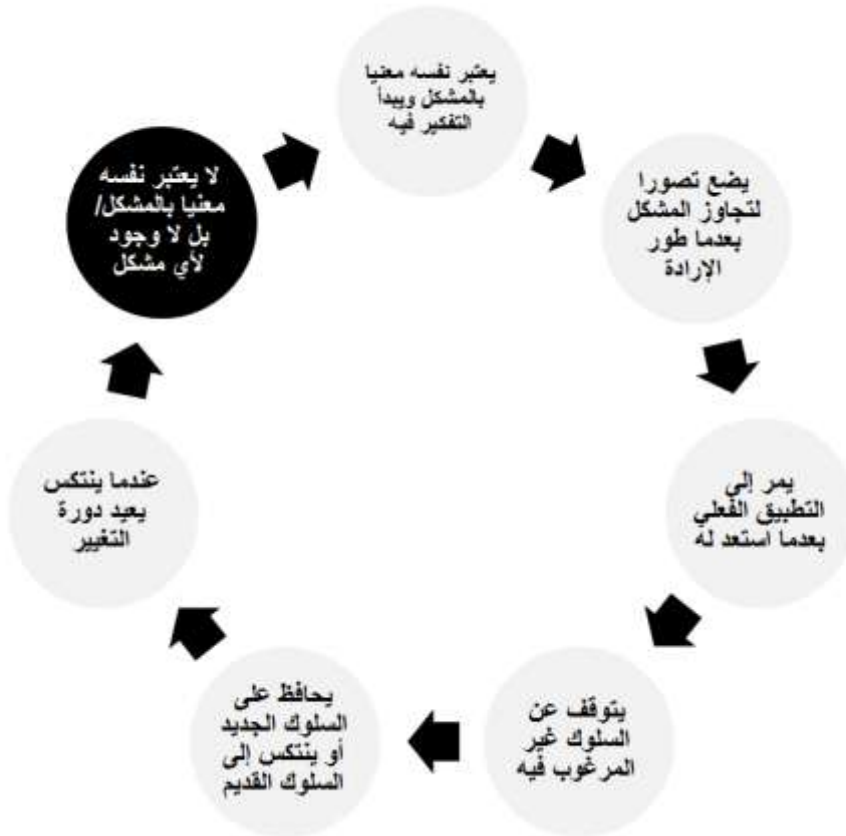 يعتبر نفسه معنيا
بالمشكل ويبدأ
التفكير فيه
يضع تصورا
لتجاوز المشكل
بعدما طور
الإرادة
يمر إلى
التطبيق الفعلي
بعدما استعد له
يتوقف عن
السلوك غير
المرغوب فيه
يحافظ على
السلوك الجديد
أو ينتكس إلى
السلوك القديم
عندما ينتكس
يعيد دورة
التغيير
لا يعتبر نفسه
معنيا بالمشكل/
بل لا وجود
لأي مشكل